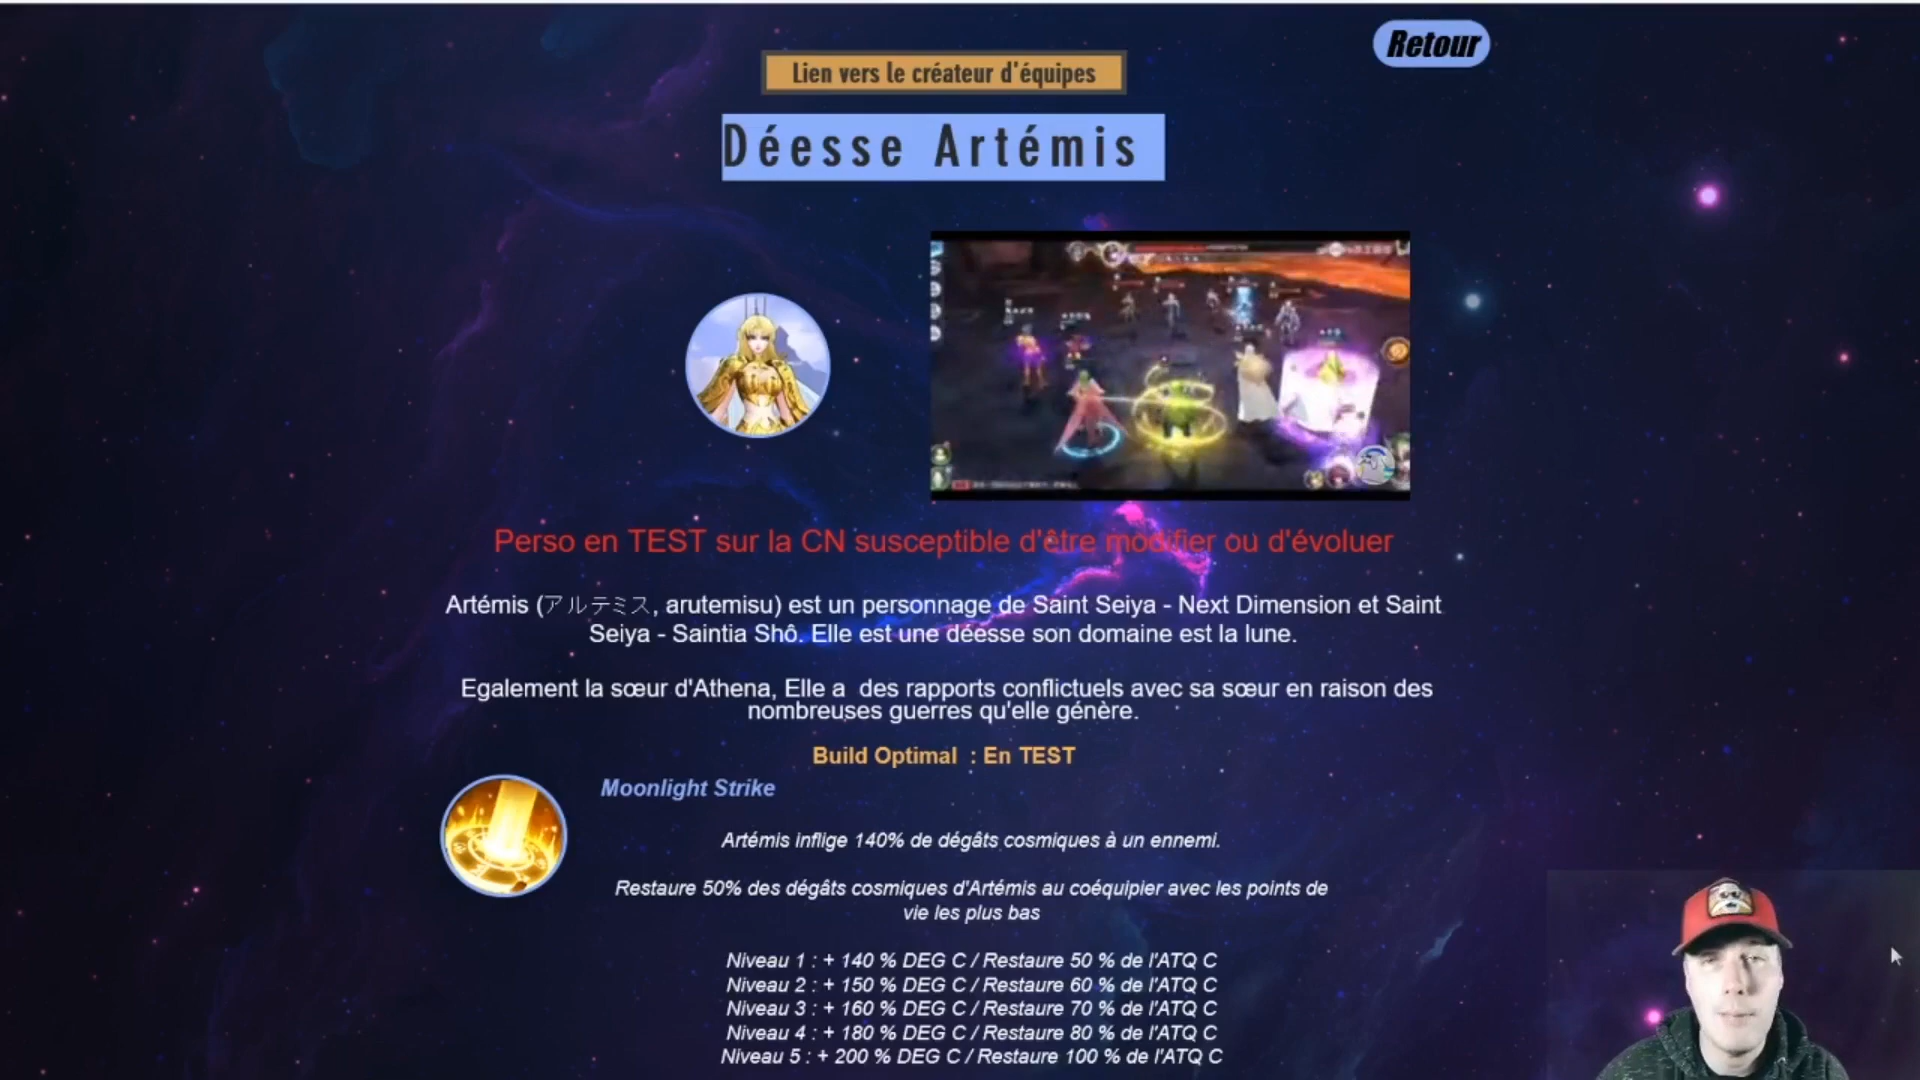 Retour
Lien vers le créateur d'équipes
Déesse Artémis
Perso en TEST sur la CN susceptible d'être modifier ou d'évoluer
Artémis (アルテミス, arutemisu) est un personnage de Saint Seiya - Next Dimension et Saint
Seiya - Saintia Shô. Elle est une déesse son domaine est la lune.
Egalement la sœur d'Athena, Elle a  des rapports conflictuels avec sa sœur en raison des
nombreuses guerres qu'elle génère.
Build Optimal  : En TEST
Moonlight Strike
Artémis inflige 140% de dégâts cosmiques à un ennemi.
Restaure 50% des dégâts cosmiques d'Artémis au coéquipier avec les points de
vie les plus bas
Niveau 1 : + 140 % DEG C / Restaure 50 % de l'ATQ C
Niveau 2 : + 150 % DEG C / Restaure 60 % de l'ATQ C
Niveau 3 : + 160 % DEG C / Restaure 70 % de l'ATQ C
Niveau 4 : + 180 % DEG C / Restaure 80 % de l'ATQ C
Niveau 5 : + 200 % DEG C / Restaure 100 % de l'ATQ C